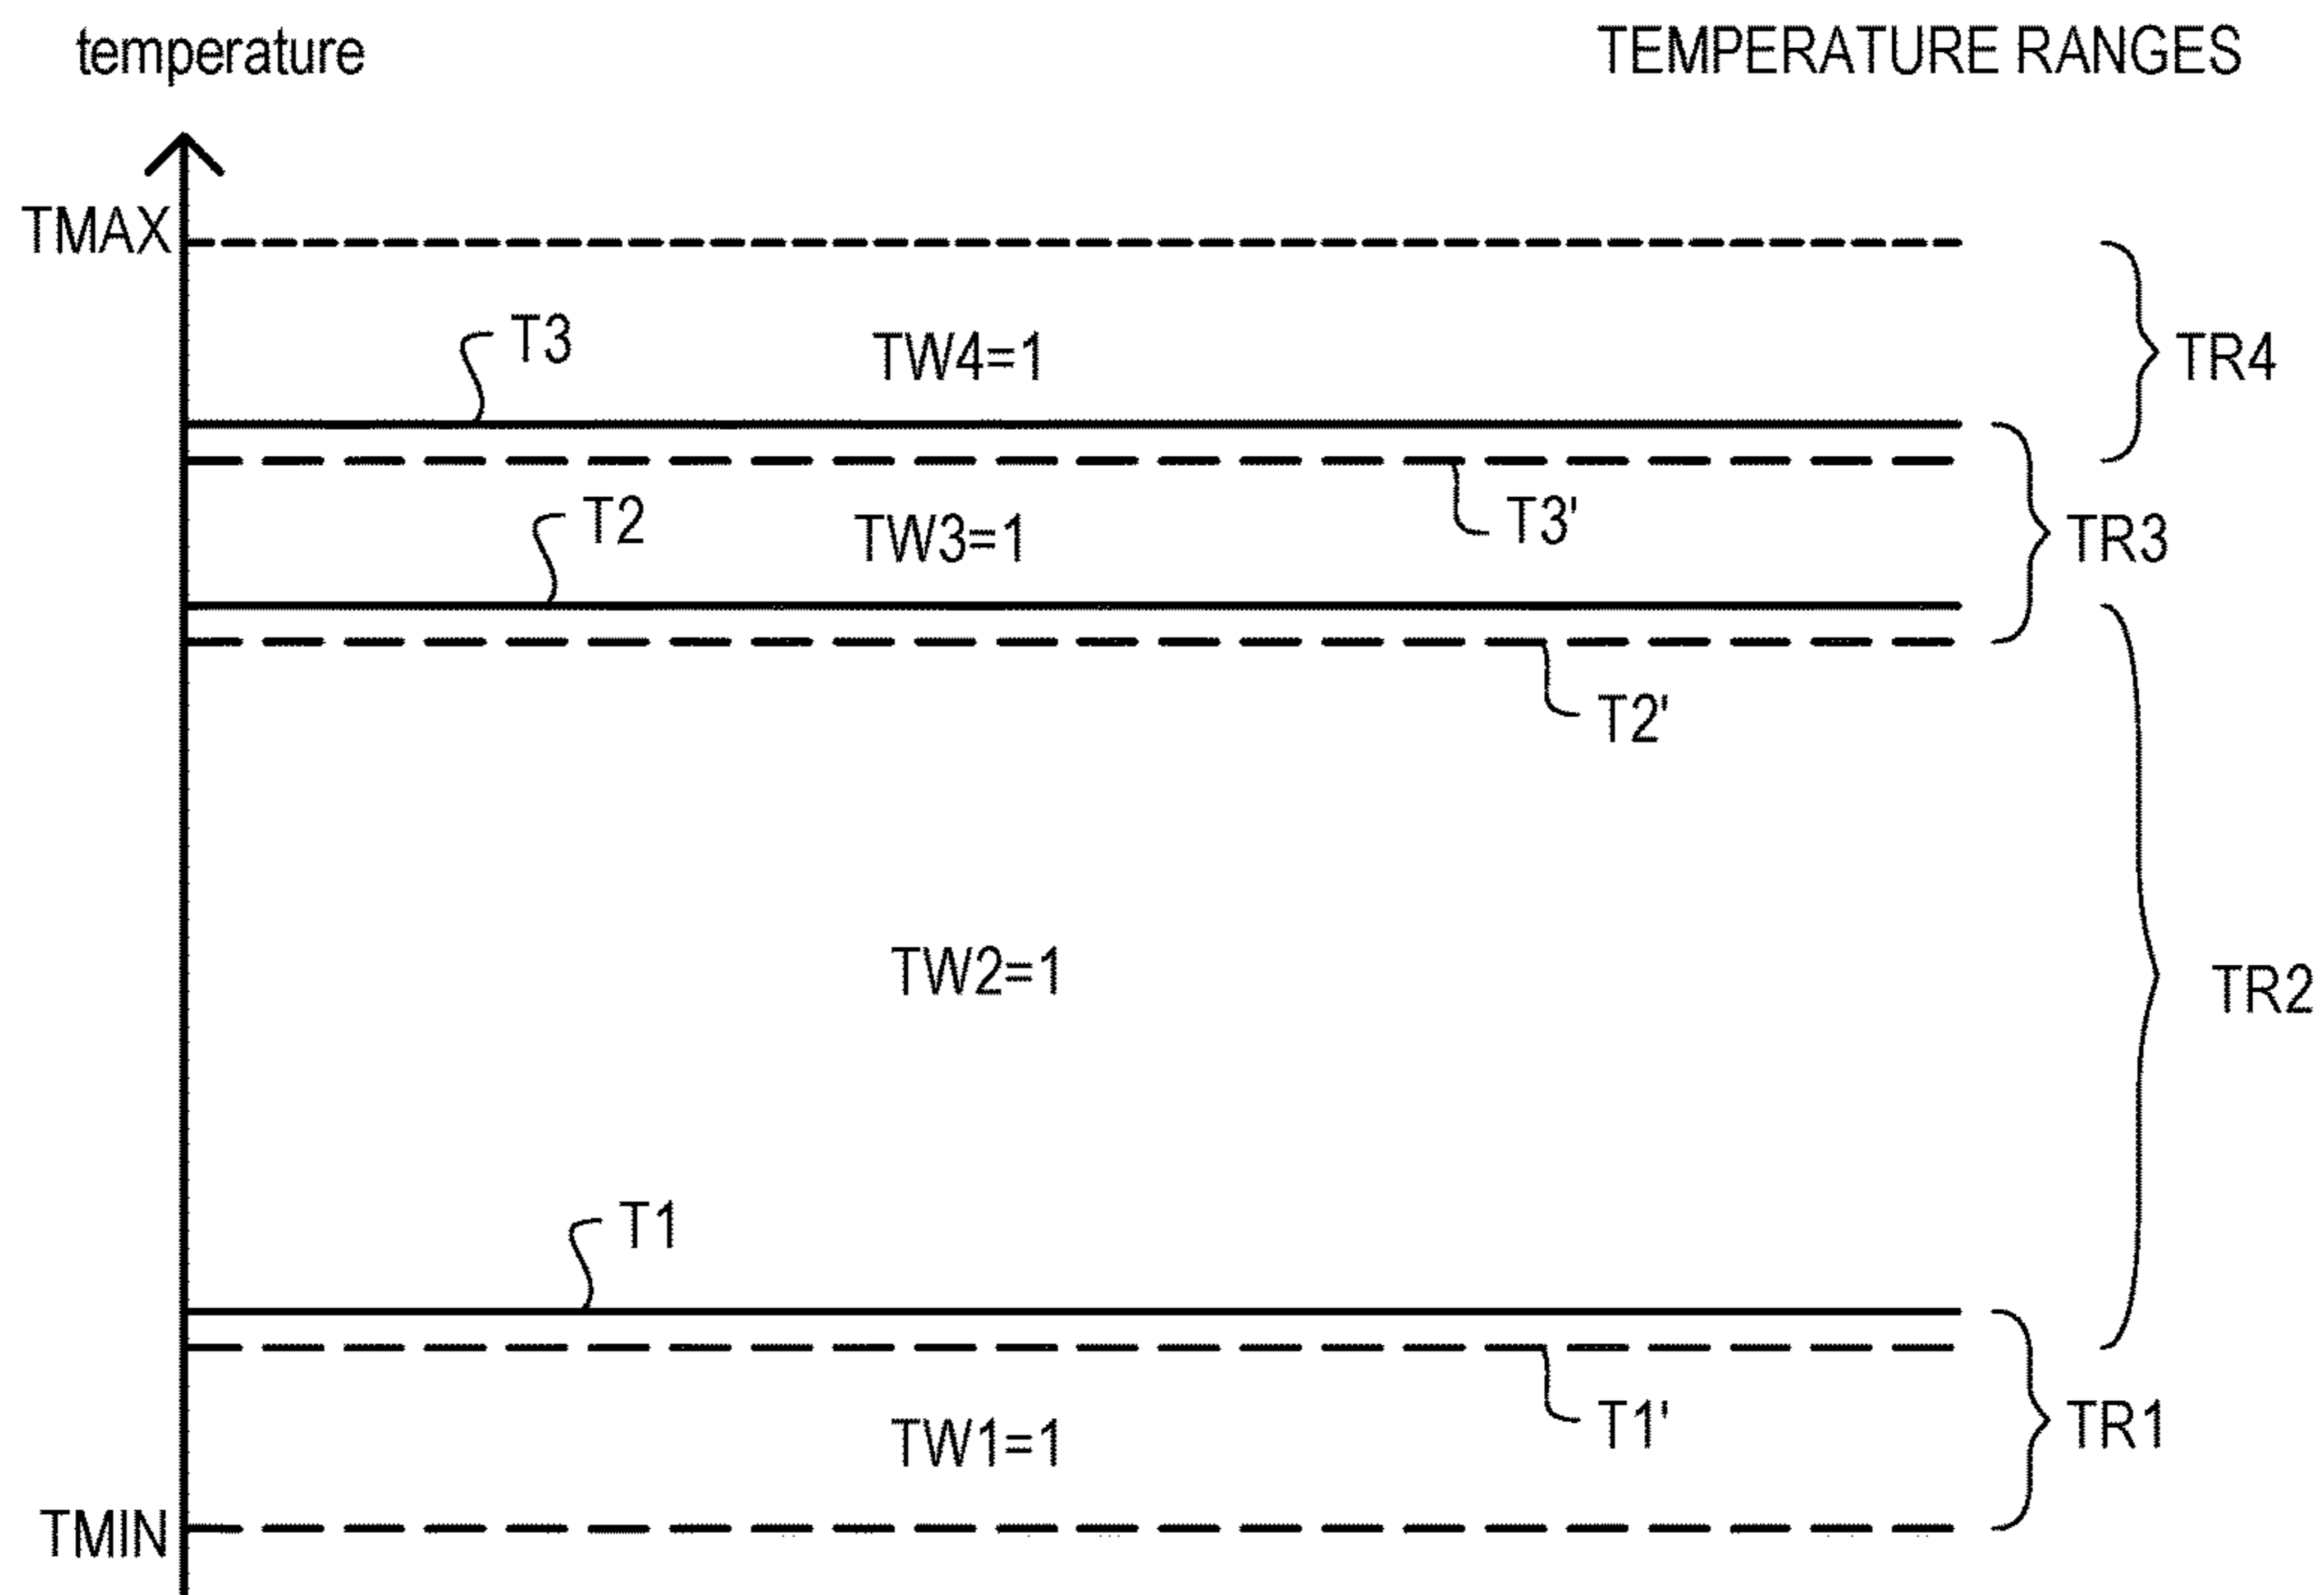 temperature
TEMPERATURE RANGES
TMAX
T3
TW4=1
TR4
T2
TW3=1
T3'
TR3
T2'
TW2=1
TR2
T1
TW1=1
T1'
TR1
TMIN